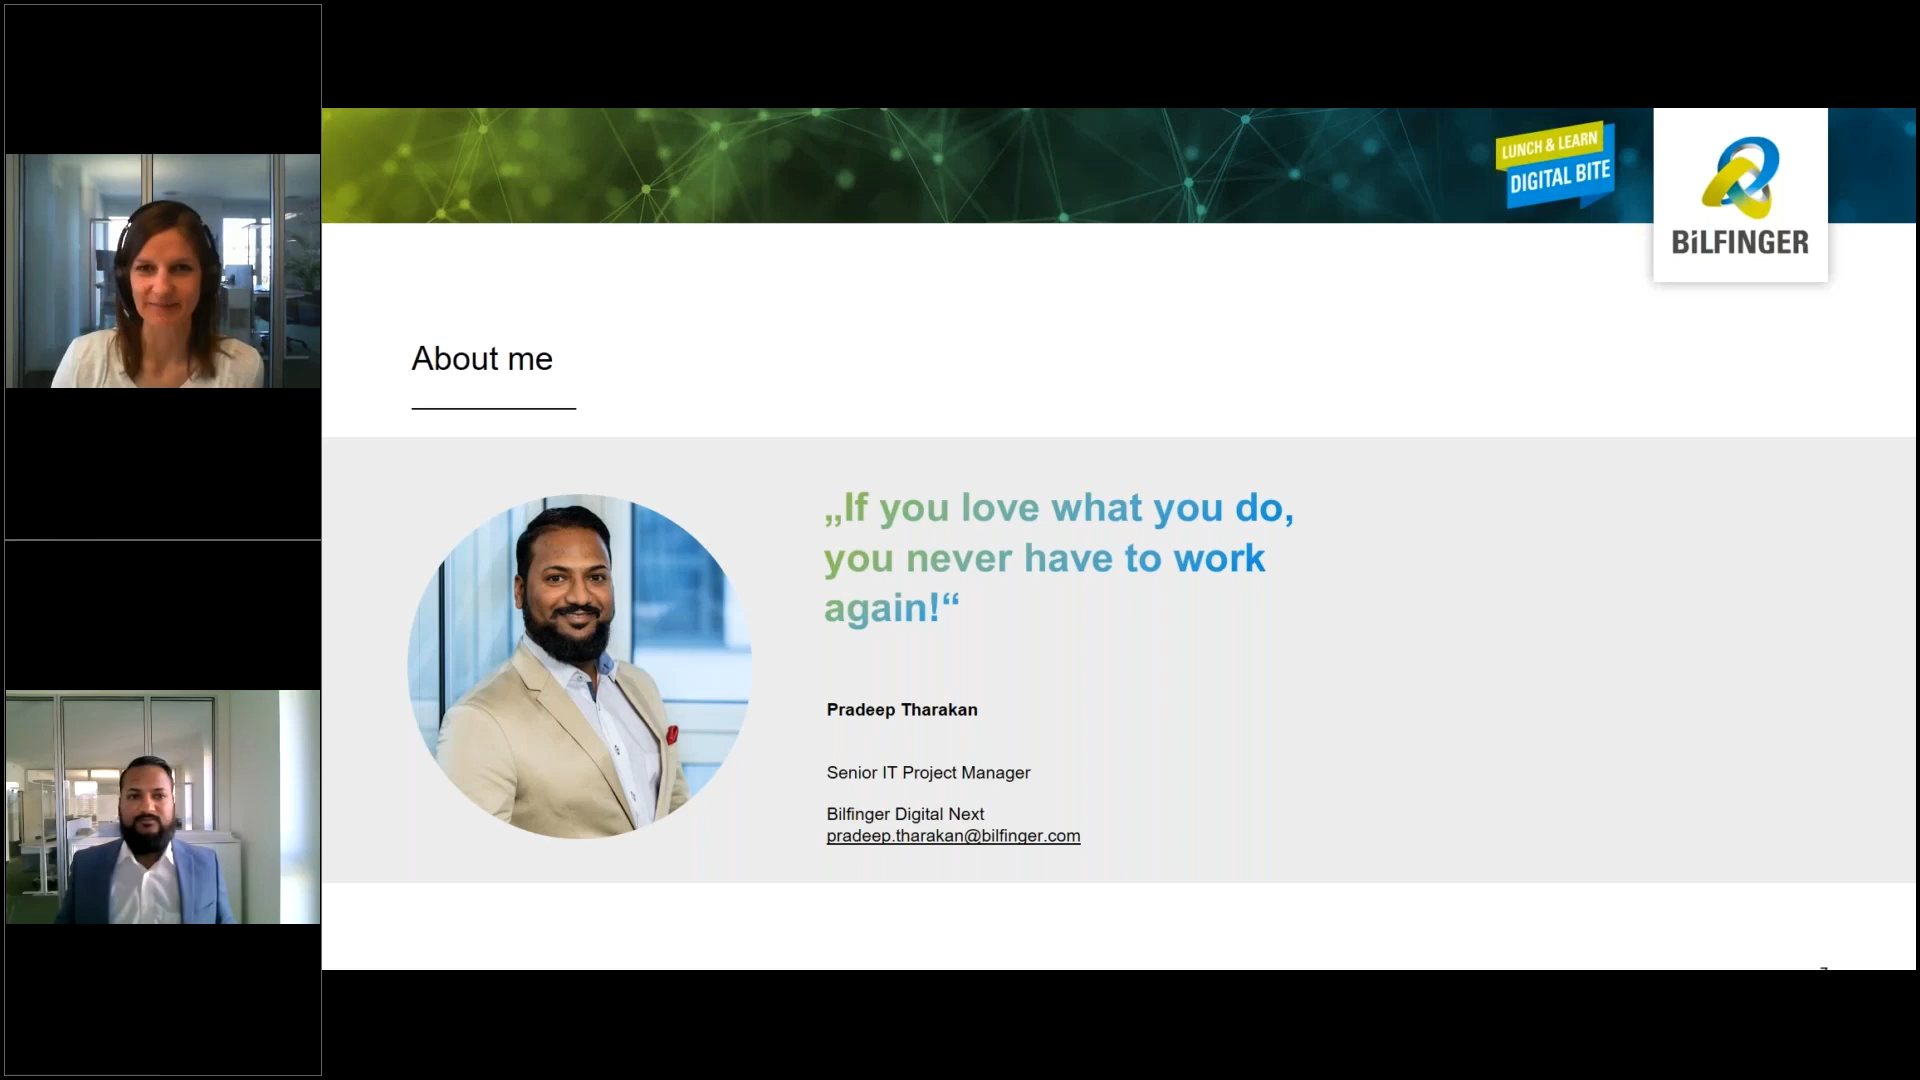 LUNCH & LEARN
DIGITAL BITE
BiLFINGER
About me
„If you love what you do,
you never have to work
again!“
Pradeep Tharakan
Senior IT Project Manager
Bilfinger Digital Next
pradeep.tharakan@bilfinger.com